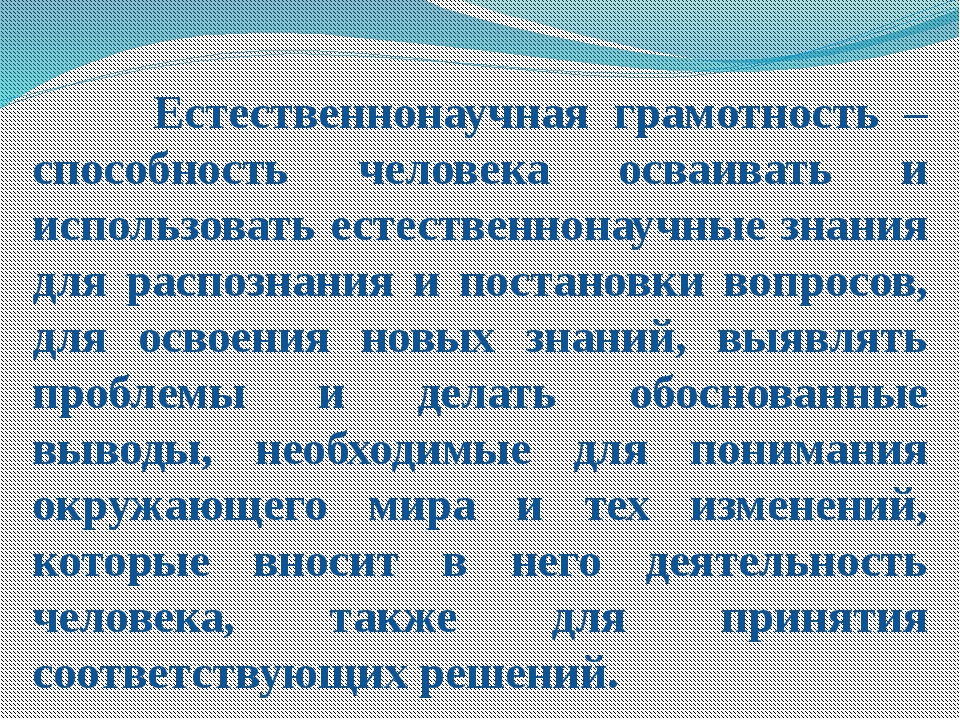 Естественнонаучная грамотность –
способность человека осваивать и
использовать естественнонаучные знания
для распознания и постановки вопросов,
для освоения новых знаний, выявлять
проблемы и делать обоснованные
выводы, необходимые для понимания
окружающего мира и тех изменений,
которые вносит в него деятельность
человека, также для принятия
соответствующих решений.